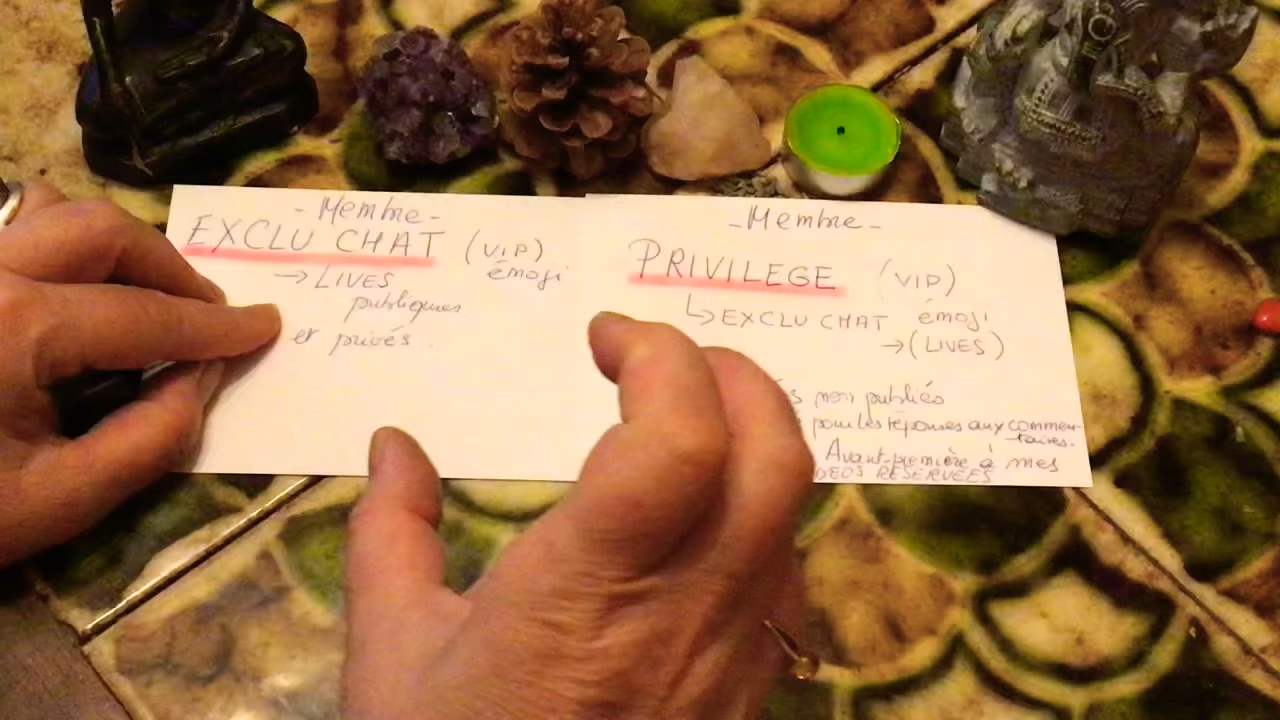 - Membre -
EXCLU CHAT (VIP)
émoji
→ LIVES
publiques
et privés.
- Membre -
PRIVILEGE (VIP)
↳ EXCLU CHAT émoji
→ (LIVES)
non publiés
pour les réponses aux commen-
taires.
Avant-première à mes
RESERVEES